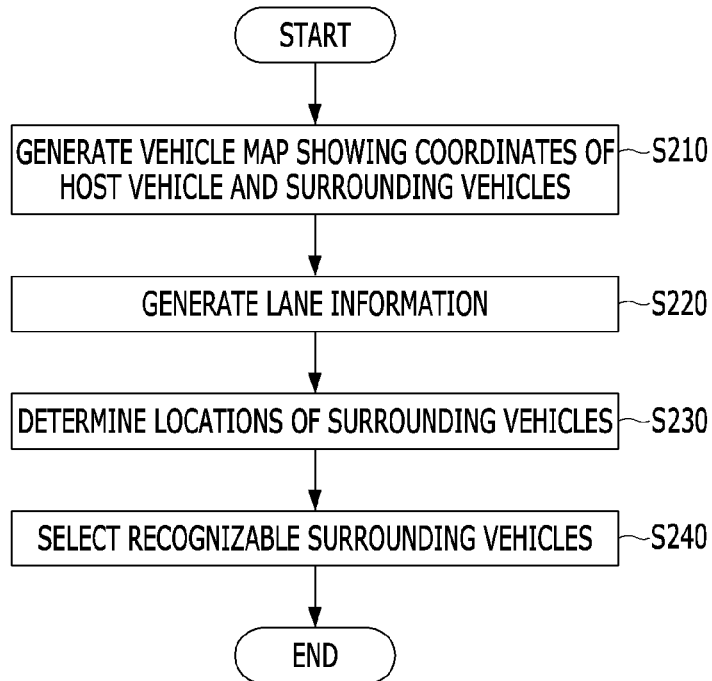 START
GENERATE VEHICLE MAP SHOWING COORDINATES OF
HOST VEHICLE AND SURROUNDING VEHICLES
S210
GENERATE LANE INFORMATION
S220
DETERMINE LOCATIONS OF SURROUNDING VEHICLES
S230
SELECT RECOGNIZABLE SURROUNDING VEHICLES
S240
END